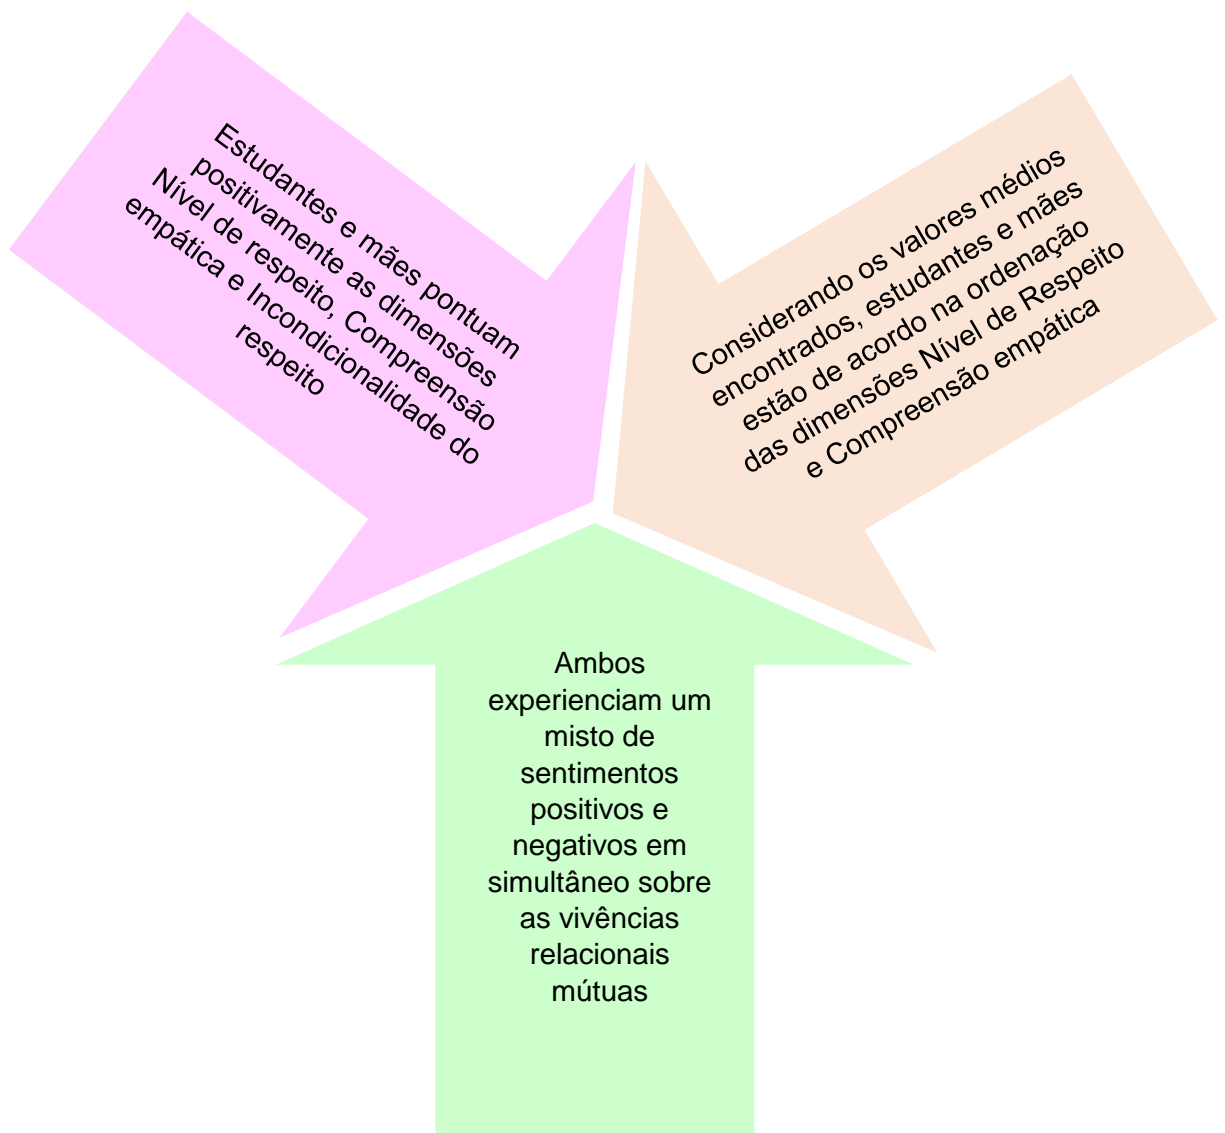 Estudantes e mães pontuam
positivamente as dimensões
Nível de respeito, Compreensão
empática e Incondicionalidade do
respeito
Considerando os valores médios
encontrados, estudantes e mães
estão de acordo na ordenação
das dimensões Nível de Respeito
e Compreensão empática
Ambos
experienciam um
misto de
sentimentos
positivos e
negativos em
simultâneo sobre
as vivências
relacionais
mútuas